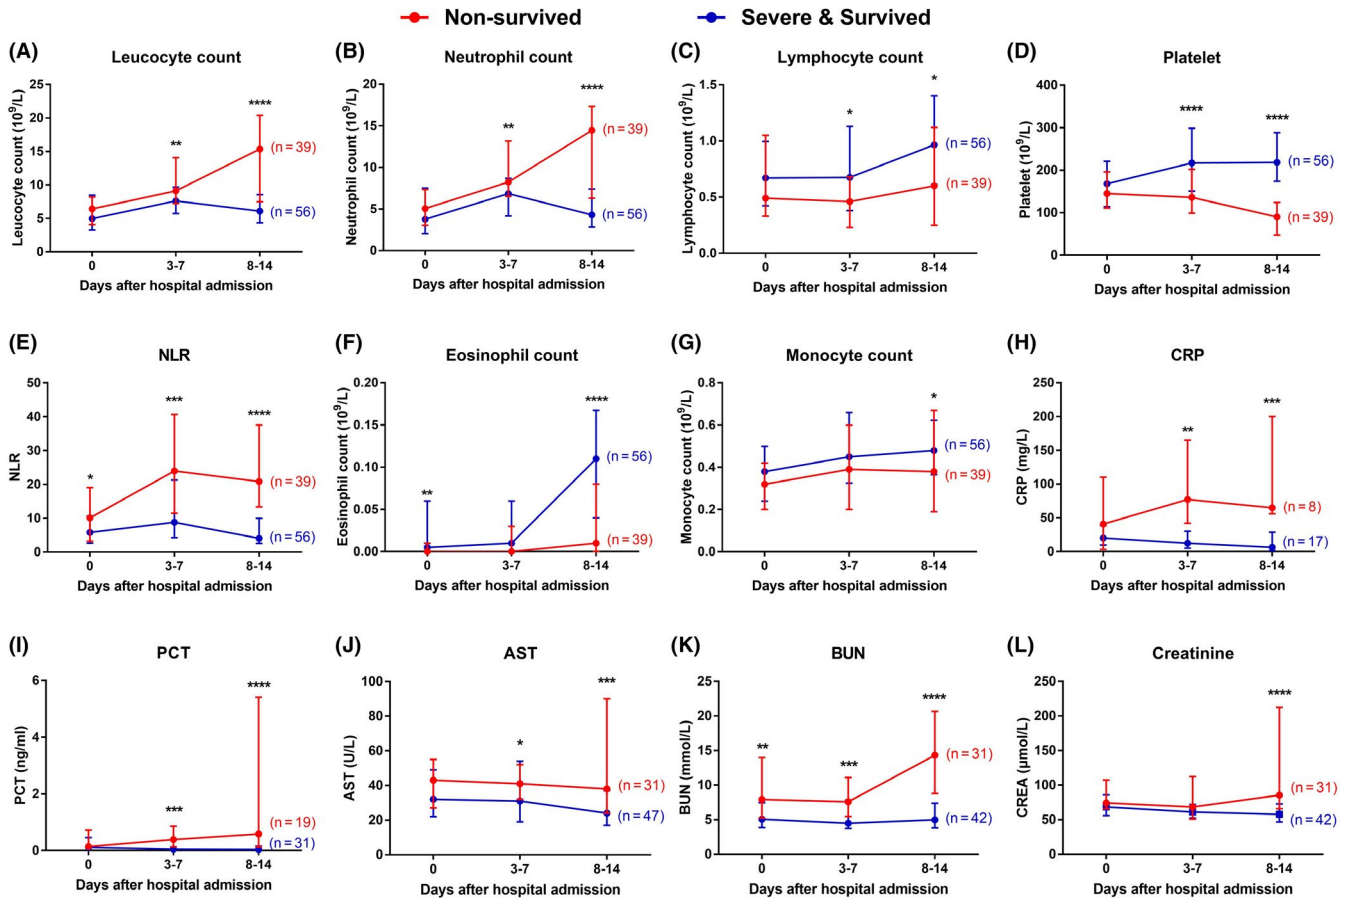 Non-survived
Severe & Survived
(A)
Leucocyte count
Leucocyte count (10^9/L)
25
20
15
10
5
0
**
****
(n = 39)
(n = 56)
0
3-7
8-14
Days after hospital admission
(B)
Neutrophil count
Neutrophil count (10^9/L)
20
15
10
5
0
**
****
(n = 39)
(n = 56)
0
3-7
8-14
Days after hospital admission
(C)
Lymphocyte count
Lymphocyte count (10^9/L)
1.5
1.0
0.5
0.0
*
*
(n = 56)
(n = 39)
0
3-7
8-14
Days after hospital admission
(D)
Platelet
Platelet (10^9/L)
400
300
200
100
0
****
****
(n = 56)
(n = 39)
0
3-7
8-14
Days after hospital admission
(E)
NLR
NLR
50
40
30
20
10
0
*
***
****
(n = 39)
(n = 56)
0
3-7
8-14
Days after hospital admission
(F)
Eosinophil count
Eosinophil count (10^9/L)
0.20
0.15
0.10
0.05
0.00
**
****
(n = 56)
(n = 39)
0
3-7
8-14
Days after hospital admission
(G)
Monocyte count
Monocyte count (10^9/L)
0.8
0.6
0.4
0.2
0.0
*
(n = 56)
(n = 39)
0
3-7
8-14
Days after hospital admission
(H)
CRP
CRP (mg/L)
250
200
150
100
50
0
**
***
(n = 8)
(n = 17)
0
3-7
8-14
Days after hospital admission
(I)
PCT
PCT (ng/ml)
6
4
2
0
***
****
(n = 19)
(n = 31)
0
3-7
8-14
Days after hospital admission
(J)
AST
AST (U/L)
100
80
60
40
20
0
*
***
(n = 31)
(n = 47)
0
3-7
8-14
Days after hospital admission
(K)
BUN
BUN (mmol/L)
25
20
15
10
5
0
**
***
****
(n = 31)
(n = 42)
0
3-7
8-14
Days after hospital admission
(L)
Creatinine
CREA (μmol/L)
250
200
150
100
50
0
****
(n = 31)
(n = 42)
0
3-7
8-14
Days after hospital admission